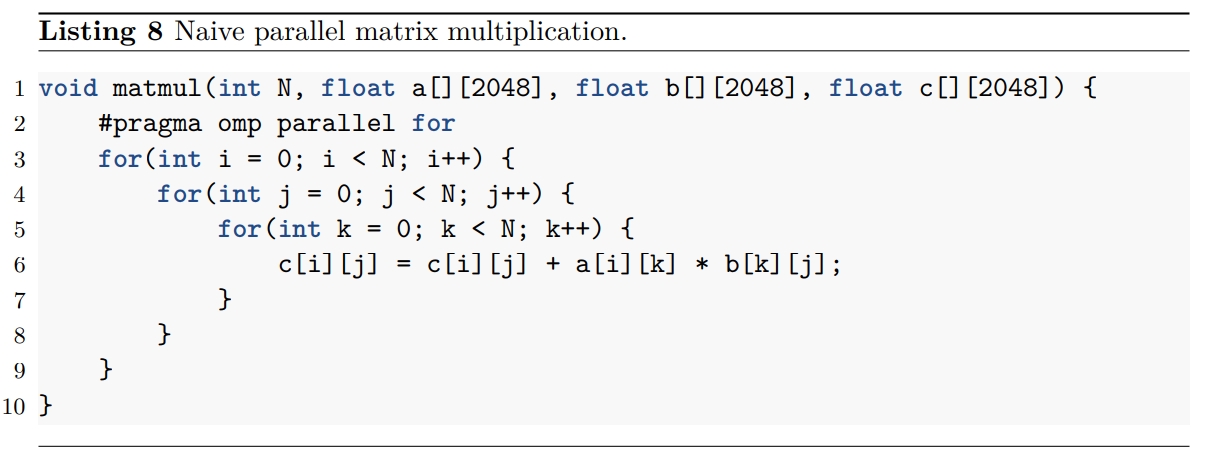 Listing 8 Naive parallel matrix multiplication.
1 void matmul(int N, float a[][2048], float b[][2048], float c[][2048]) {
2     #pragma omp parallel for
3     for(int i = 0; i < N; i++) {
4         for(int j = 0; j < N; j++) {
5             for(int k = 0; k < N; k++) {
6                 c[i][j] = c[i][j] + a[i][k] * b[k][j];
7             }
8         }
9     }
10 }